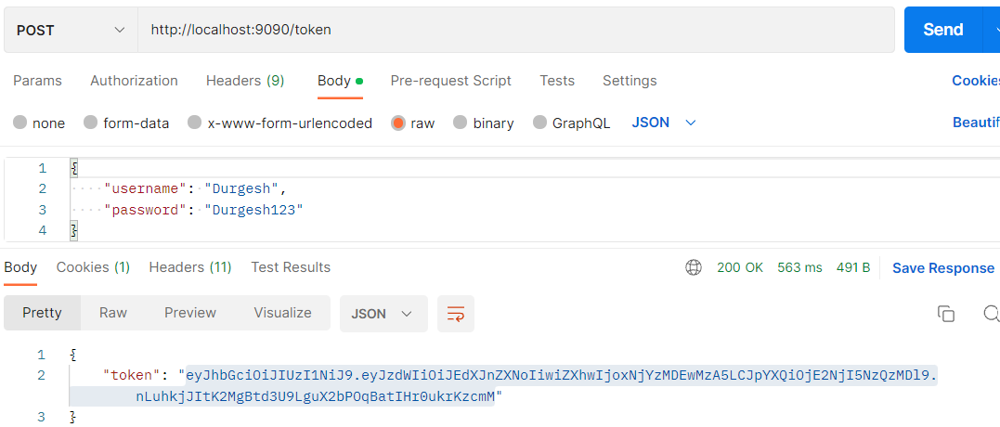 POST http://localhost:9090/token Send
Params Authorization Headers (9) Body Pre-request Script Tests Settings Cookies
none form-data x-www-form-urlencoded raw binary GraphQL JSON Beautif
1 {
2 "username": "Durgesh",
3 "password": "Durgesh123"
4 }
Body Cookies (1) Headers (11) Test Results 200 OK 563 ms 491 B Save Response
Pretty Raw Preview Visualize JSON
1 {
2 "token": "eyJhbGciOiJIUzI1NiJ9.eyJzdWIiOiJEdXJnZXNoIiwiZXhwIjoxNjYzMDEwMzA5LCJpYXQiOjE2NjI5NzQzMDl9.
nLuhkjJItK2MgBtd3U9LguX2bPOqBatIHr0ukrKzcmM"
3 }